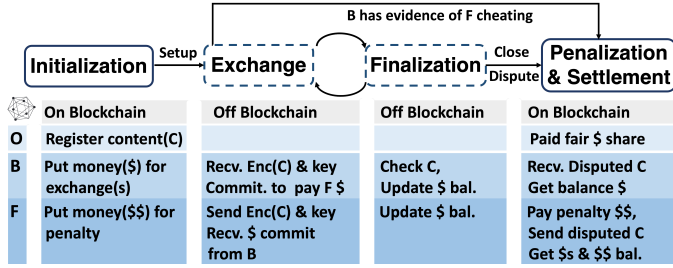 B has evidence of F cheating
Initialization
Setup
Exchange
Finalization
Close
Dispute
Penalization
& Settlement
On Blockchain
Off Blockchain
Off Blockchain
On Blockchain
O
Register content(C)
Paid fair $ share
B
Put money($) for
exchange(s)
Recv. Enc(C) & key
Commit. to pay F $
Check C,
Update $ bal.
Recv. Disputed C
Get balance $
F
Put money($$) for
penalty
Send Enc(C) & key
Recv. $ commit
from B
Update $ bal.
Pay penalty $$,
Send disputed C
Get $s & $$ bal.